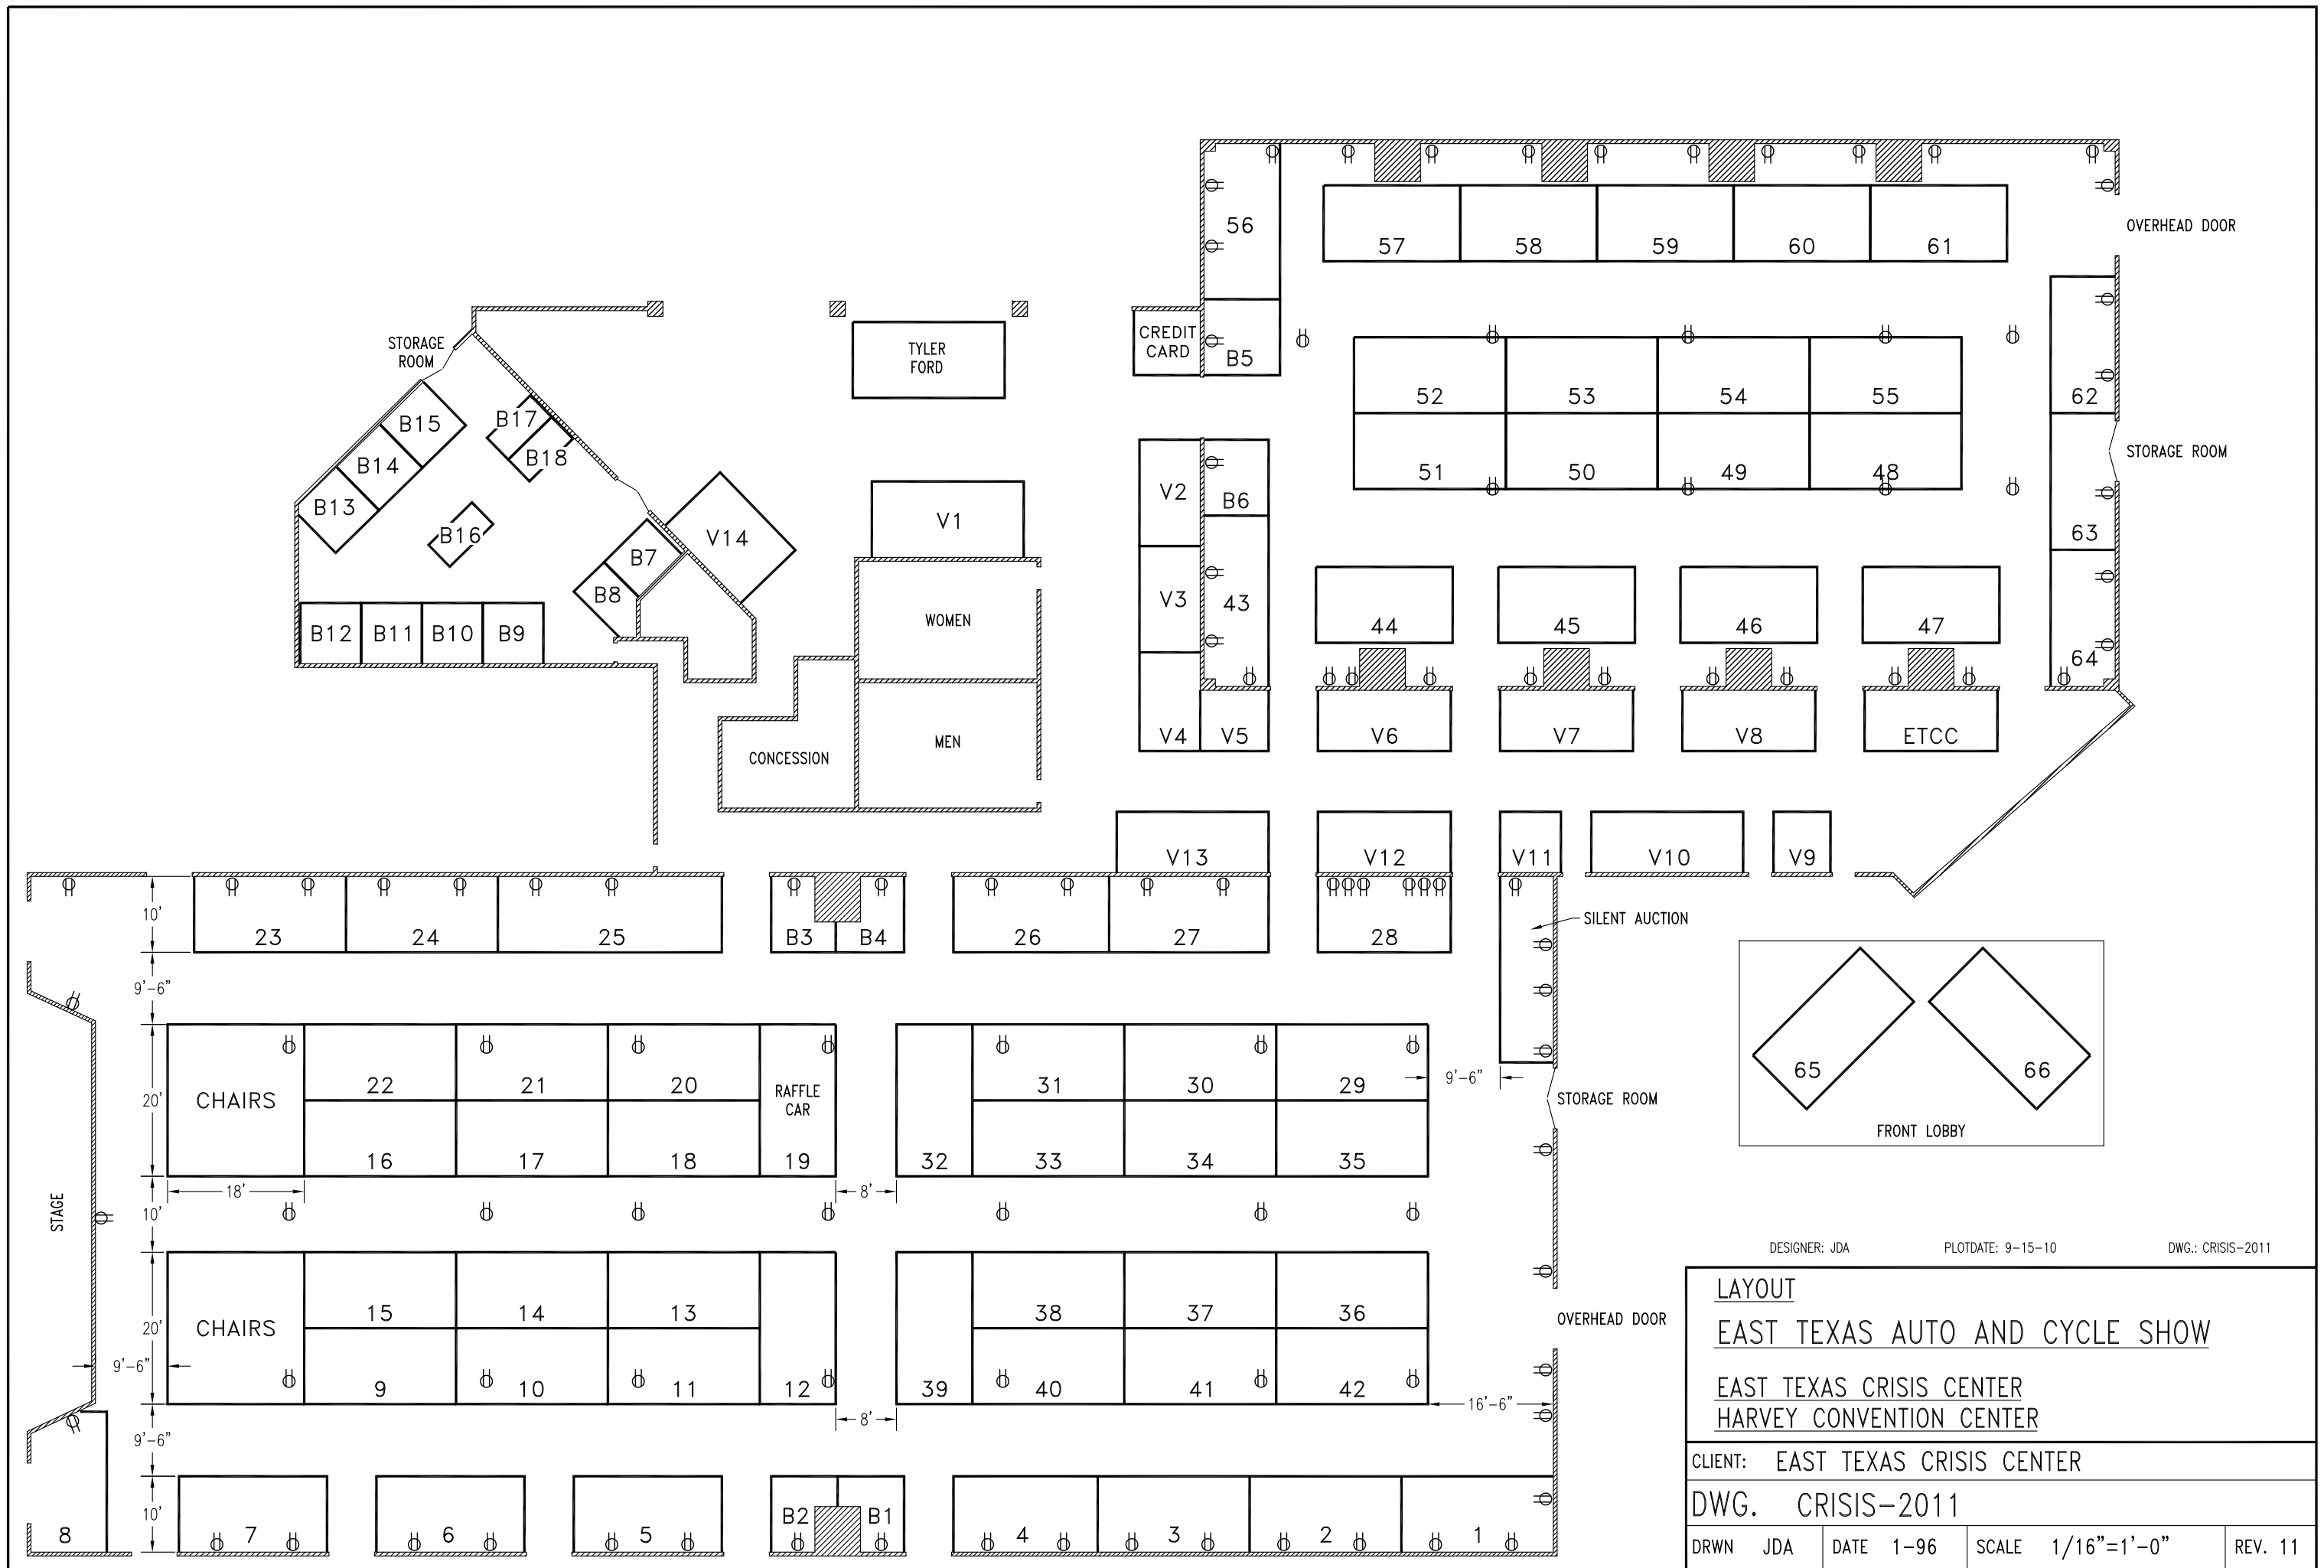 56
57
58
59
60
61
OVERHEAD DOOR
STORAGE
ROOM
TYLER
FORD
CREDIT
CARD
B5
52
53
54
55
62
B17
B15
B18
B14
B13
B16
51
50
49
48
STORAGE ROOM
V2
B6
V1
V14
63
B7
B8
V3
43
WOMEN
44
45
46
47
B12
B11
B10
B9
64
V4
V5
V6
V7
V8
ETCC
MEN
CONCESSION
V13
V12
V11
V10
V9
10'
23
24
25
B3
B4
26
27
28
SILENT AUCTION
9'-6"
CHAIRS
22
21
20
RAFFLE
CAR
31
30
29
9'-6"
65
66
20'
16
17
18
19
32
33
34
35
STORAGE ROOM
FRONT LOBBY
18'
8'
STAGE
10'
DESIGNER: JDA
PLOTDATE: 9-15-10
DWG.: CRISIS-2011
CHAIRS
15
14
13
38
37
36
OVERHEAD DOOR
20'
9'-6"
9
10
11
12
39
40
41
42
16'-6"
8'
9'-6"
10'
8
7
6
5
B2
B1
4
3
2
1
LAYOUT
EAST TEXAS AUTO AND CYCLE SHOW
EAST TEXAS CRISIS CENTER
HARVEY CONVENTION CENTER
CLIENT: EAST TEXAS CRISIS CENTER
DWG. CRISIS-2011
DRWN JDA
DATE 1-96
SCALE 1/16"=1'-0"
REV. 11